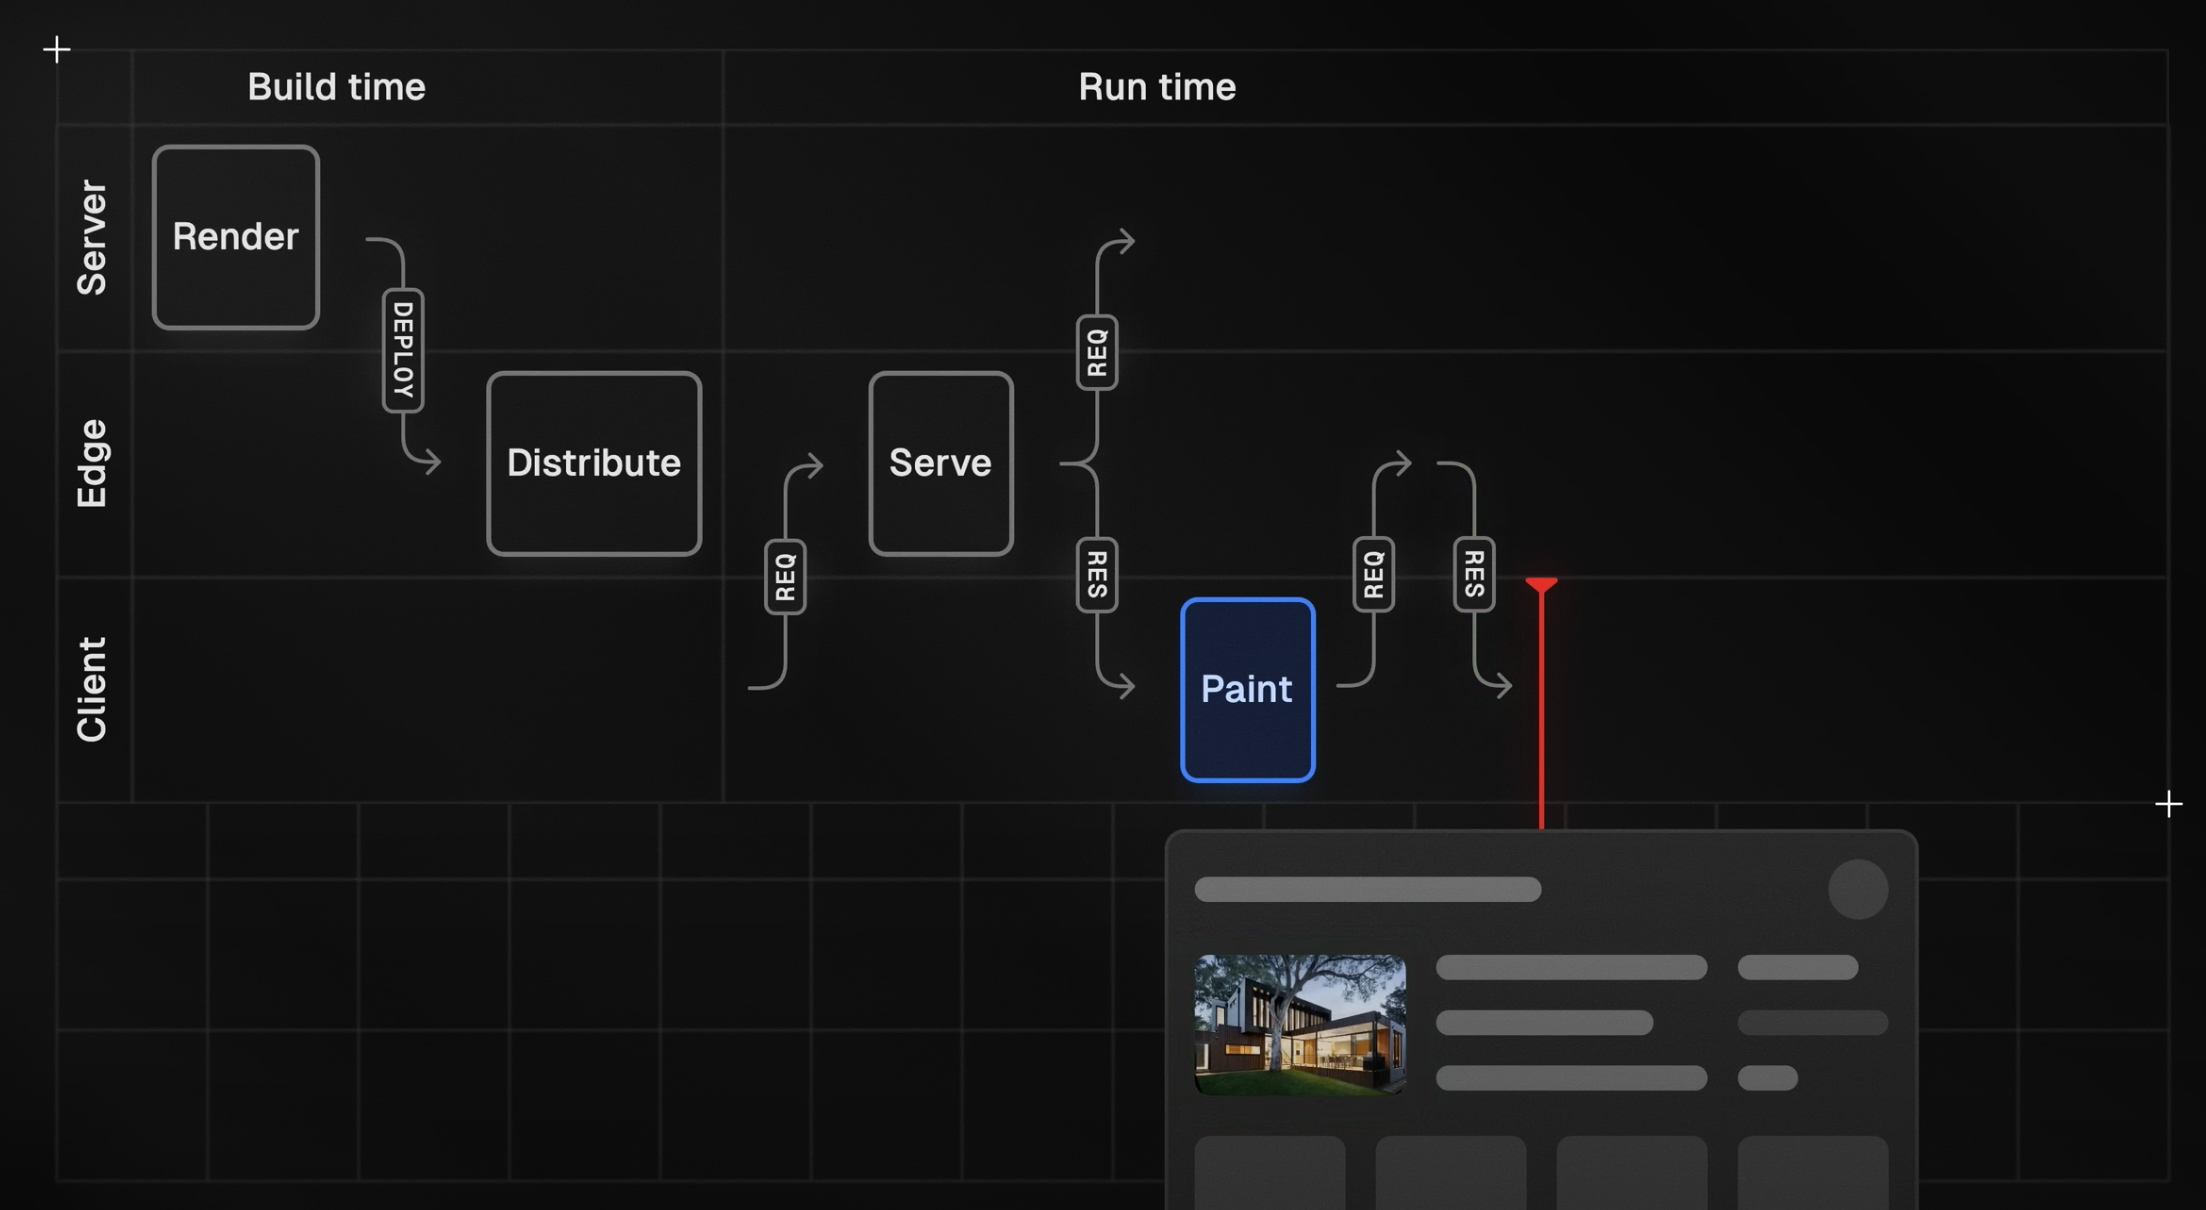 Build time
Run time
Server
Render
DEPLOY
REQ
Edge
Distribute
Serve
REQ
RES
REQ
RES
Client
Paint